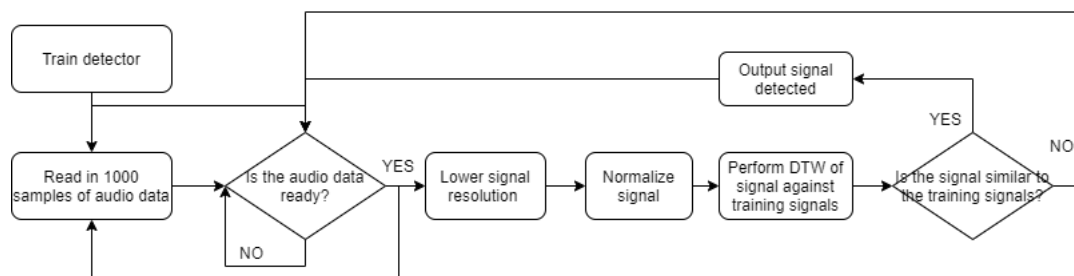 Train detector
Read in 1000
samples of audio data
Is the audio data
ready?
NO
YES
Lower signal
resolution
Normalize
signal
Perform DTW of
signal against
training signals
Is the signal similar to
the training signals?
YES
NO
Output signal
detected